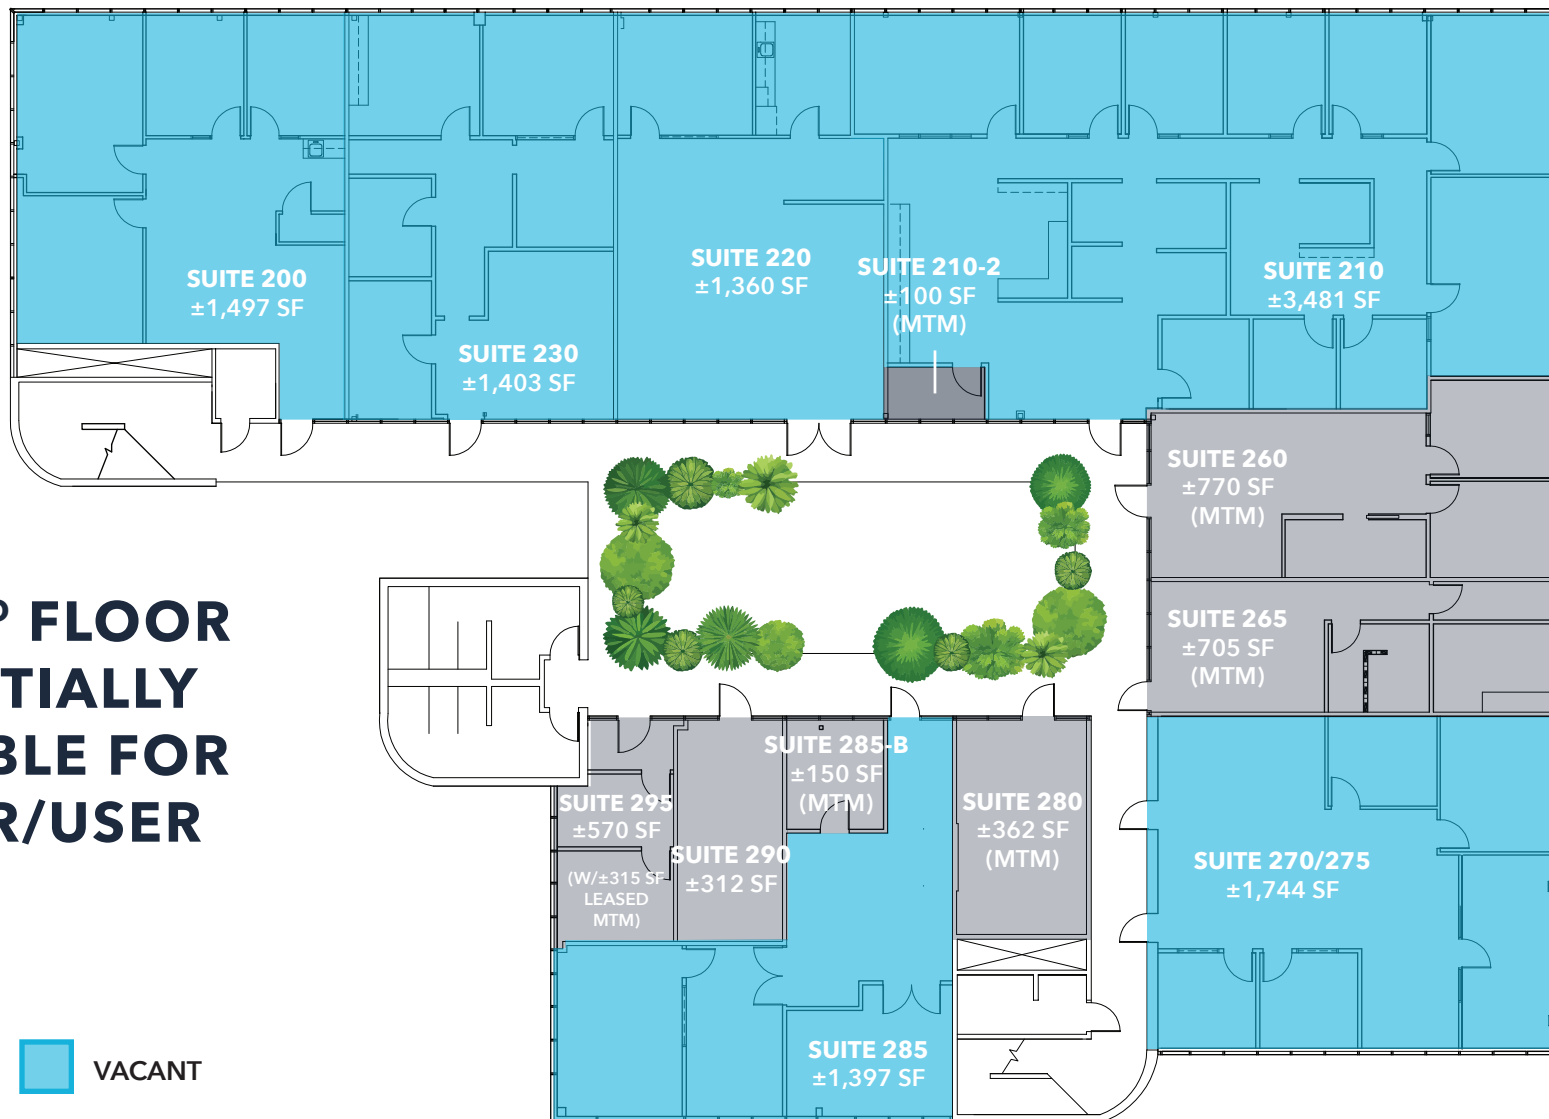 SUITE 200
±1,497 SF
SUITE 230
±1,403 SF
SUITE 220
±1,360 SF
SUITE 210-2
±100 SF
(MTM)
SUITE 210
±3,481 SF
SUITE 260
±770 SF
(MTM)
SUITE 265
±705 SF
(MTM)
FLOOR
TIALLY
BLE FOR
R/USER
SUITE 295
±570 SF
(W/±315 SF
LEASED
MTM)
SUITE 290
±312 SF
SUITE 285-B
±150 SF
(MTM)
SUITE 280
±362 SF
(MTM)
SUITE 270/275
±1,744 SF
SUITE 285
±1,397 SF
VACANT